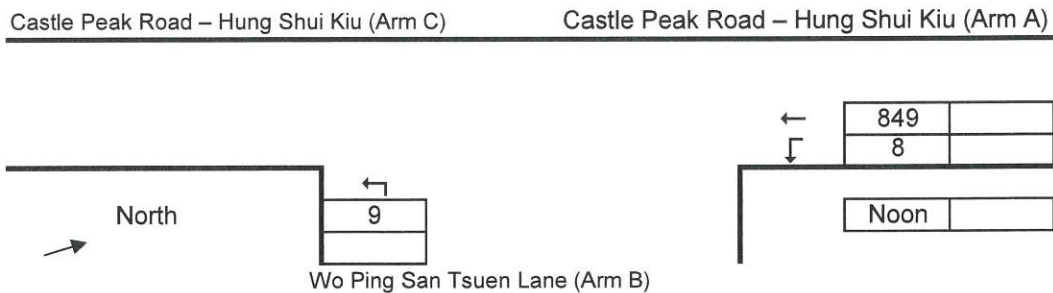 Castle Peak Road – Hung Shui Kiu (Arm C)
Castle Peak Road – Hung Shui Kiu (Arm A)
849
8
North
9
Noon
Wo Ping San Tsuen Lane (Arm B)